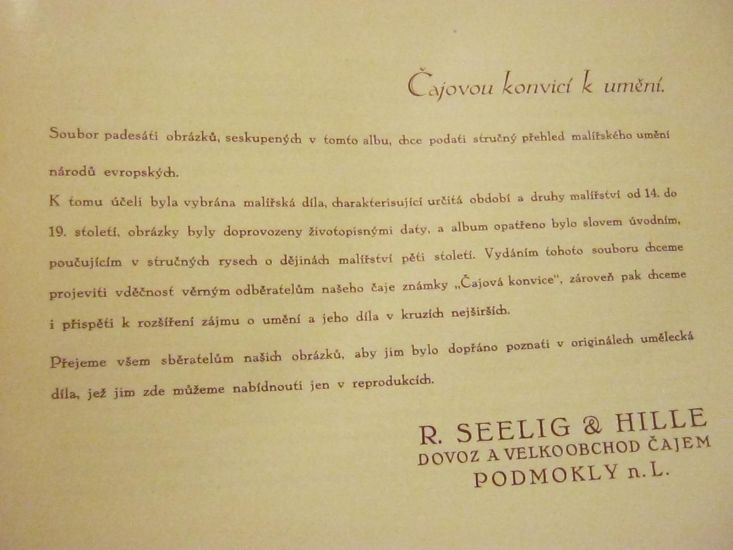 Čajovou konvicí k umění.
Soubor padesáti obrázků, seskupených v tomto albu, chce podati stručný přehled malířského umění
národů evropských.
K tomu účeli byla vybrána malířská díla, charakterisující určitá období a druhy malířství od 14. do
19. století, obrázky byly doprovozeny životopisnými daty, a album opatřeno bylo slovem úvodním,
poučujícím v stručných rysech o dějinách malířství pěti století. Vydáním tohoto souboru chceme
projeviti vděčnost věrným odběratelům našeho čaje známky „Čajová konvice“, zároveň pak chceme
i přispěti k rozšíření zájmu o umění a jeho díla v kruzích nejširších.
Přejeme všem sběratelům našich obrázků, aby jim bylo dopřáno poznati v originálech umělecká
díla, jež jim zde můžeme nabídnouti jen v reprodukcích.
R. SEELIG & HILLE
DOVOZ A VELKOOBCHOD ČAJEM
PODMOKLY n. L.